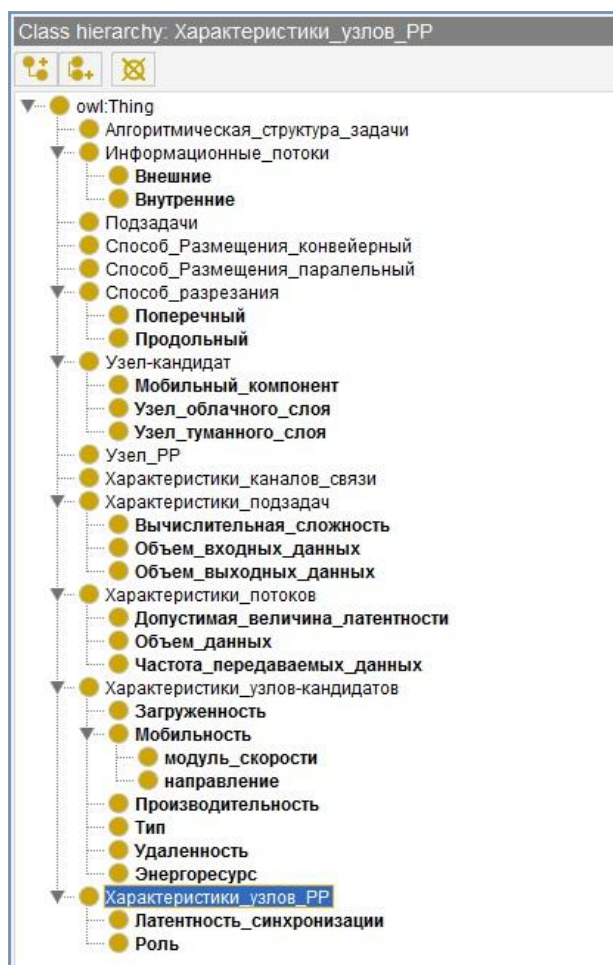 Class hierarchy: Характеристики_узлов_PP
owl:Thing
Алгоритмическая_структура_задачи
Информационные_потоки
Внешние
Внутренние
Подзадачи
Способ_Размещения_конвейерный
Способ_Размещения_паралельный
Способ_разрезания
Поперечный
Продольный
Узел-кандидат
Мобильный_компонент
Узел_облачного_слоя
Узел_туманного_слоя
Узел_РР
Характеристики_каналов_связи
Характеристики_подзадач
Вычислительная_сложность
Объем_входных_данных
Объем_выходных_данных
Характеристики_потоков
Допустимая_величина_латентности
Объем_данных
Частота_передаваемых_данных
Характеристики_узлов-кандидатов
Загруженность
Мобильность
модуль_скорости
направление
Производительность
Тип
Удаленность
Энергоресурс
Характеристики_узлов_РР
Латентность_синхронизации
Роль